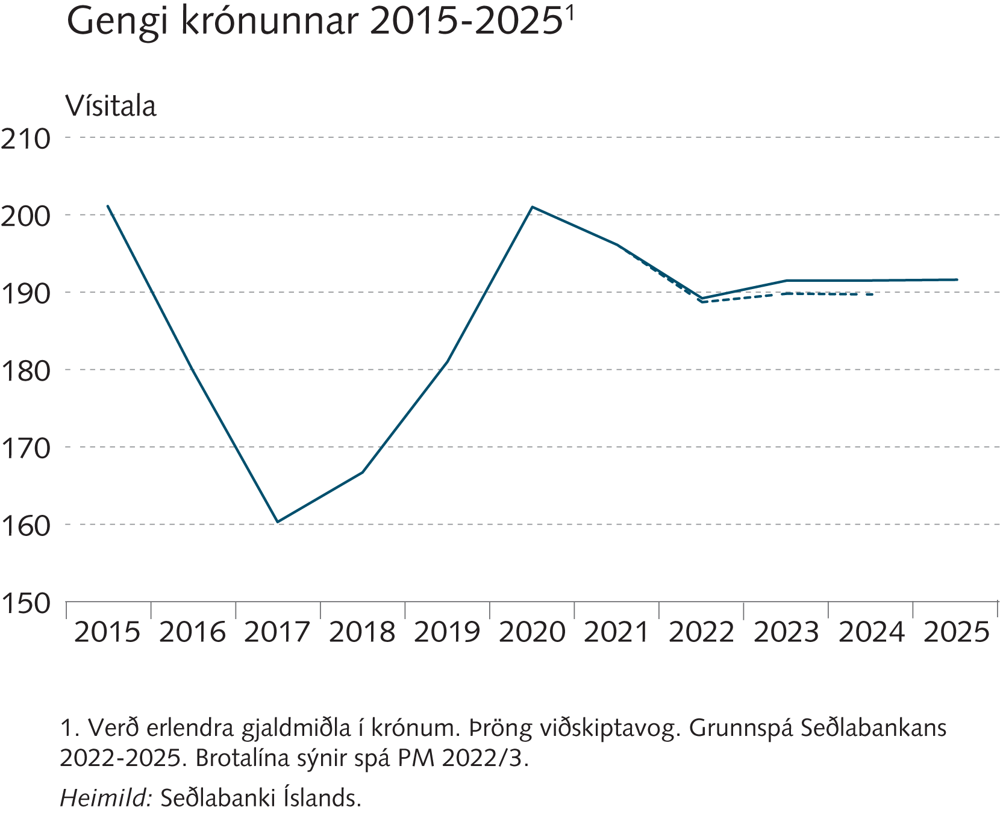 Gengi krónunnar 2015-2025¹
Vísitala
210
200
190
180
170
160
150
2015 2016 2017 2018 2019 2020 2021 2022 2023 2024 2025
1. Verð erlendra gjaldmiðla í krónum. Þröng viðskiptavog. Grunnspá Seðlabankans
2022-2025. Brotalína sýnir spá PM 2022/3.
Heimild: Seðlabanki Íslands.